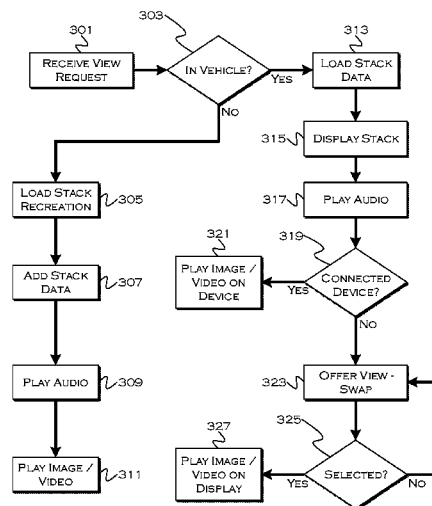 301
RECEIVE VIEW
REQUEST
303
IN VEHICLE?
YES
NO
313
LOAD STACK
DATA
315
DISPLAY STACK
317
PLAY AUDIO
319
CONNECTED
DEVICE?
YES
NO
321
PLAY IMAGE /
VIDEO ON
DEVICE
323
OFFER VIEW -
SWAP
325
SELECTED?
YES
NO
327
PLAY IMAGE /
VIDEO ON
DISPLAY
LOAD STACK
RECREATION
305
ADD STACK
DATA
307
PLAY AUDIO
309
PLAY IMAGE /
VIDEO
311